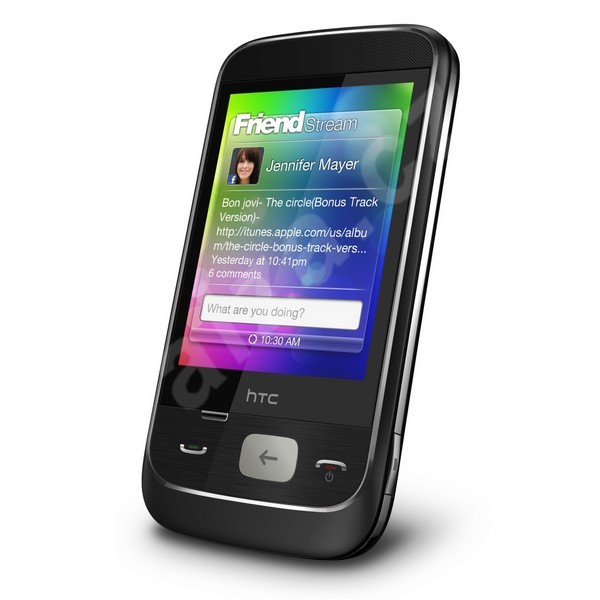 FriendStream
Jennifer Mayer
Bon jovi- The circle(Bonus Track
Version)-
http://itunes.apple.com/us/albu
m/the-circle-bonus-track-vers...
Yesterday at 10:41pm
6 comments
What are you doing?
10:30 AM
hTC